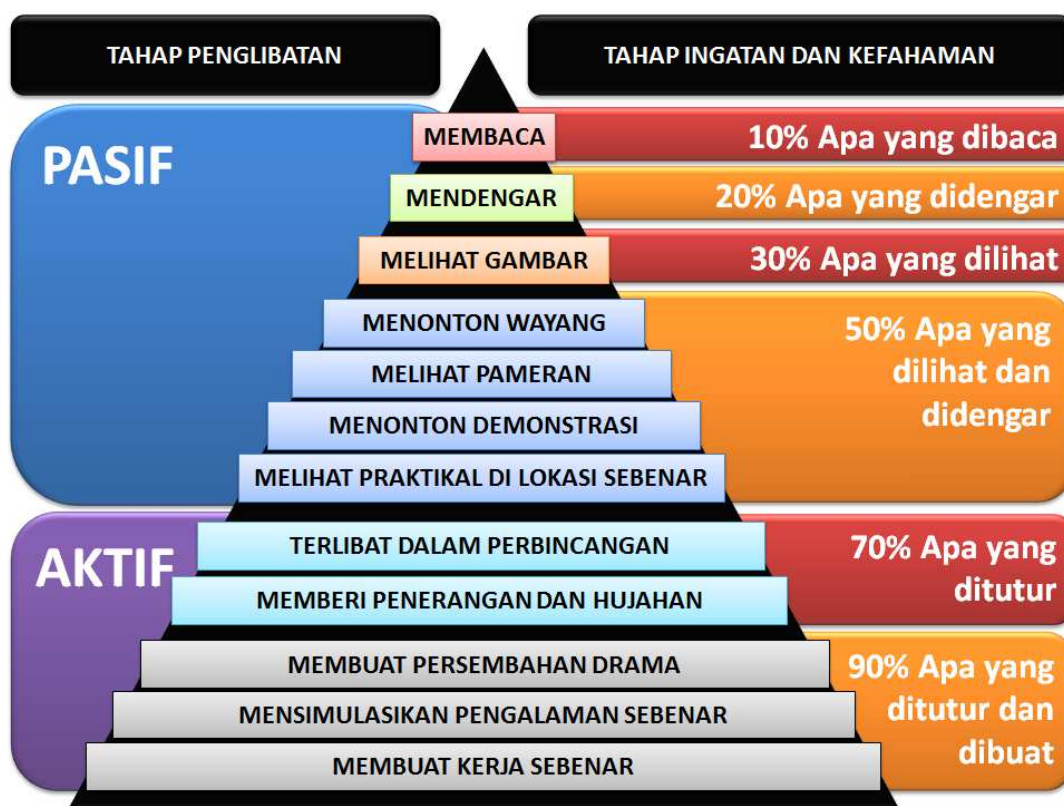 TAHAP PENGLIBATAN
TAHAP INGATAN DAN KEFAHAMAN
PASIF
MEMBACA
10% Apa yang dibaca
MENDENGAR
20% Apa yang didengar
MELIHAT GAMBAR
30% Apa yang dilihat
MENONTON WAYANG
MELIHAT PAMERAN
MENONTON DEMONSTRASI
MELIHAT PRAKTIKAL DI LOKASI SEBENAR
50% Apa yang
dilihat dan
didengar
AKTIF
TERLIBAT DALAM PERBINCANGAN
MEMBERI PENERANGAN DAN HUJAHAN
70% Apa yang
ditutur
MEMBUAT PERSEMBAHAN DRAMA
MENSIMULASIKAN PENGALAMAN SEBENAR
MEMBUAT KERJA SEBENAR
90% Apa yang
ditutur dan
dibuat